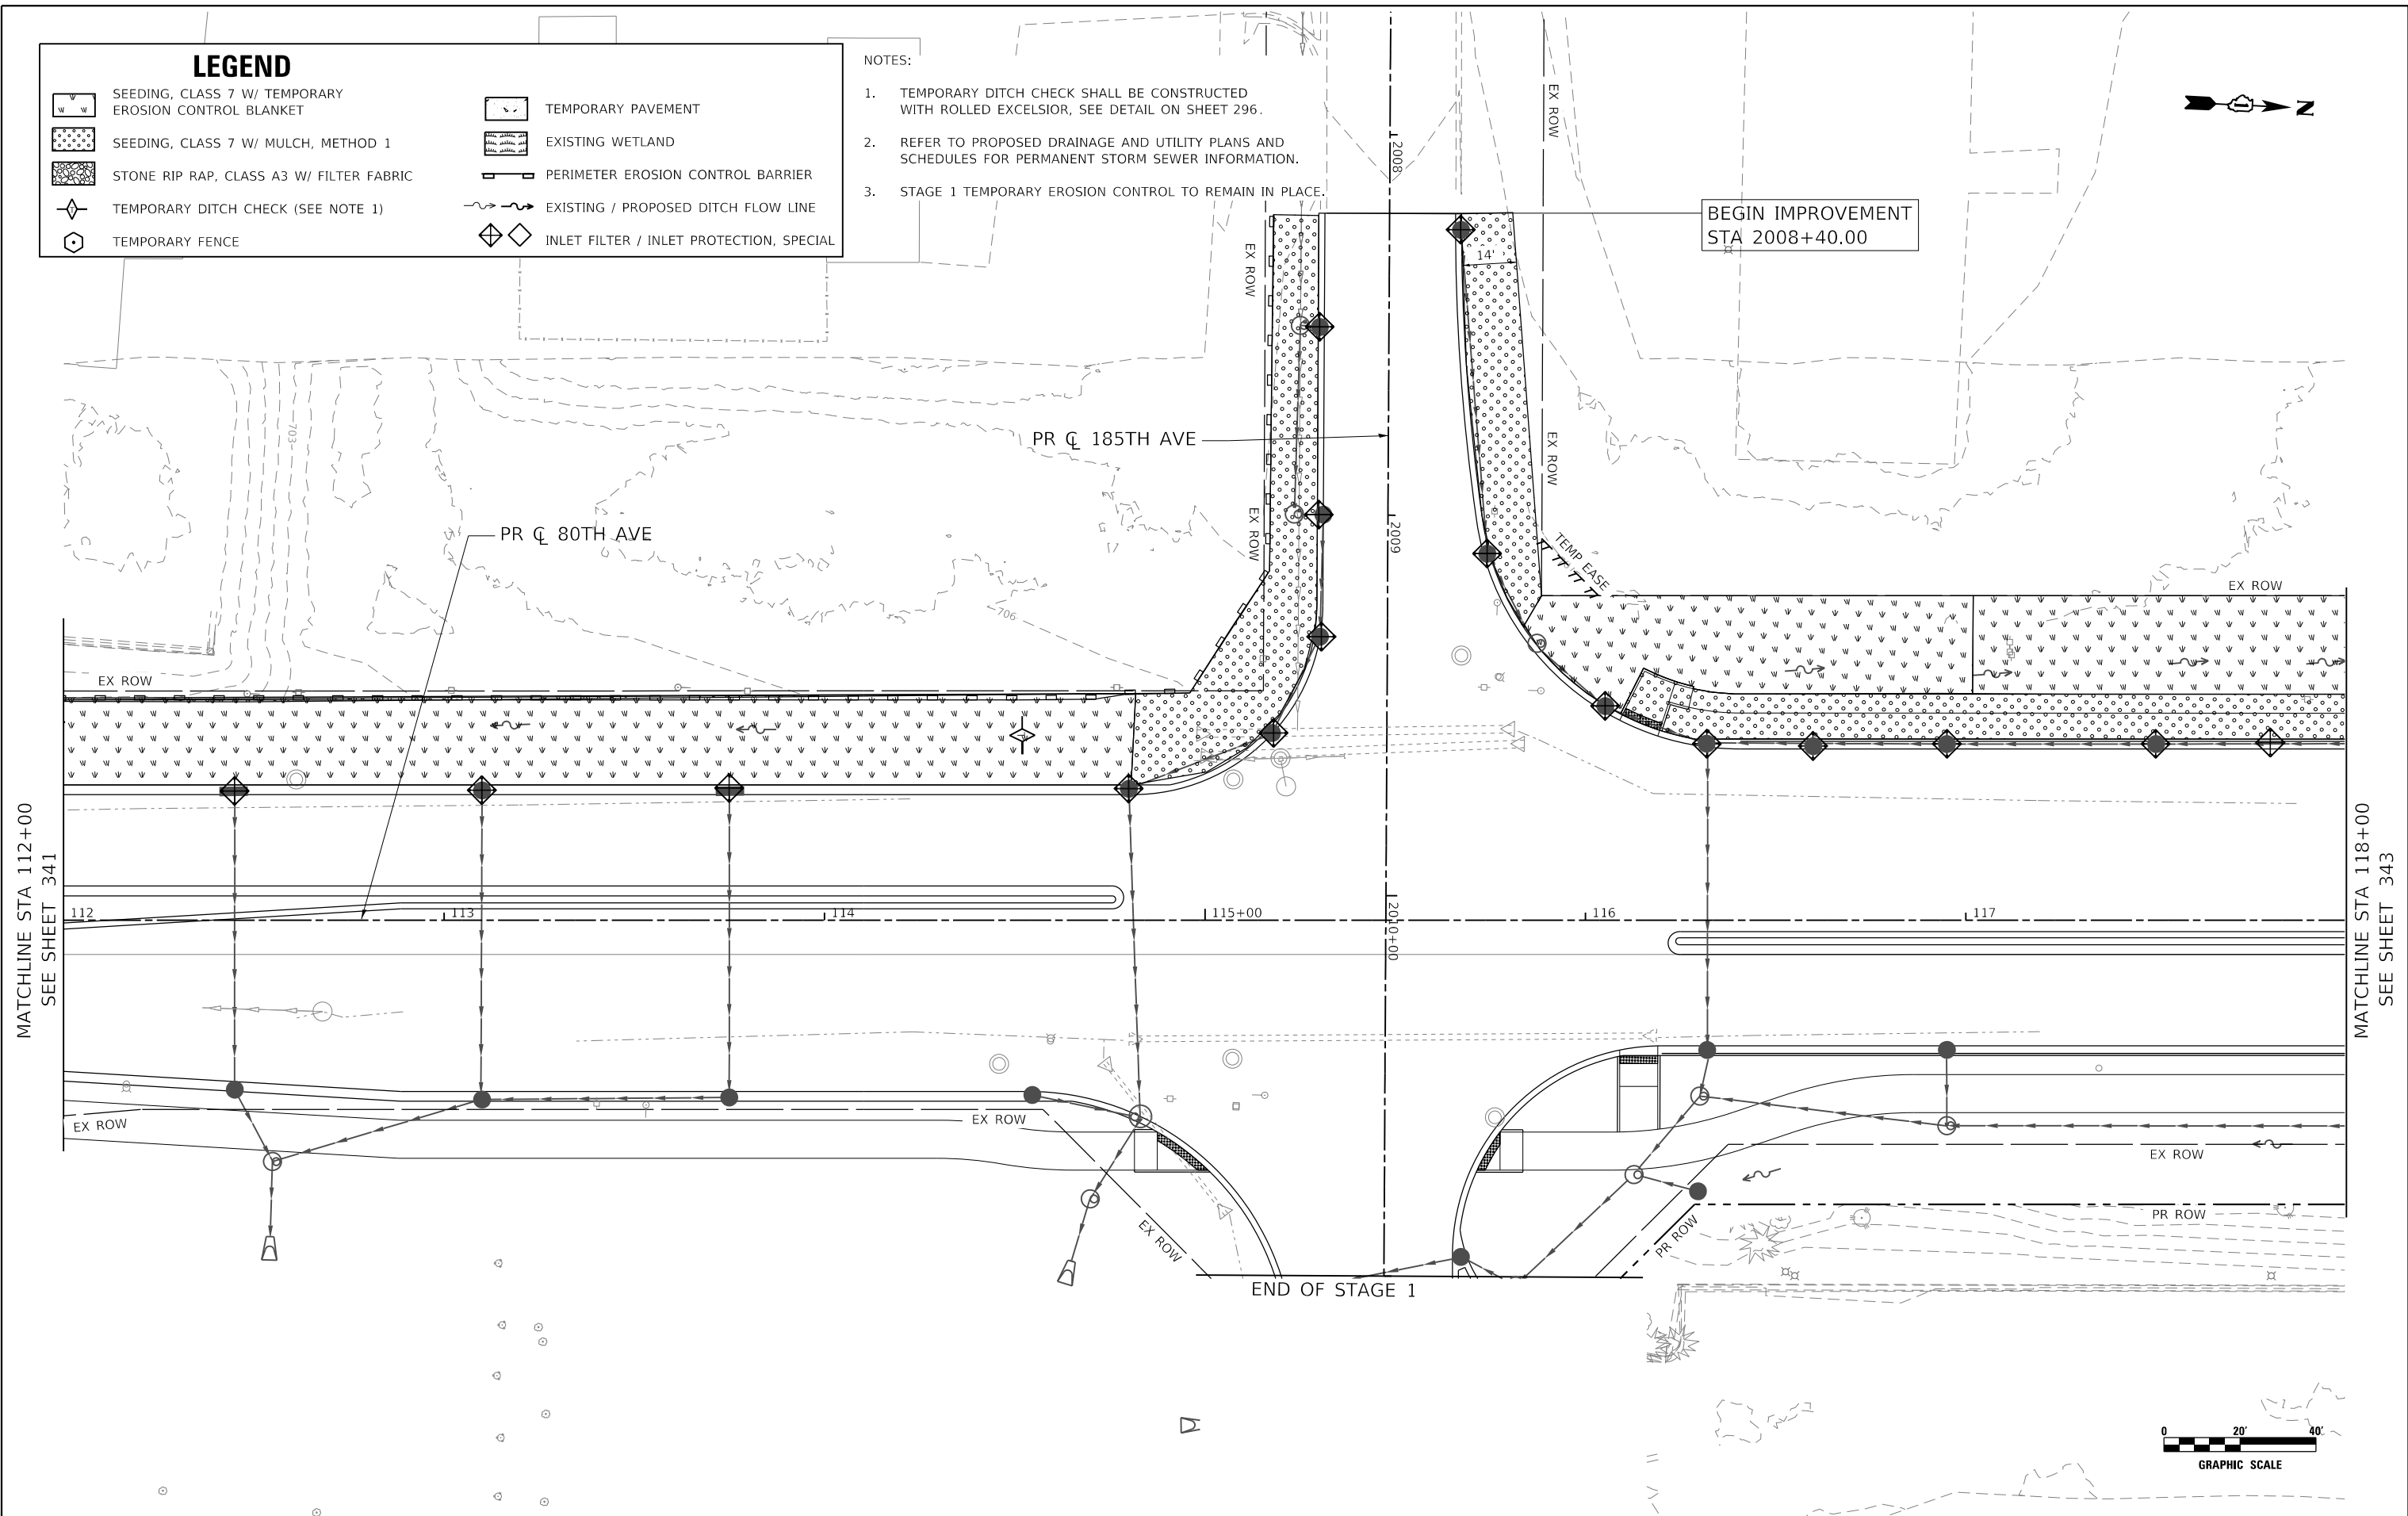 LEGEND
SEEDING, CLASS 7 W/ TEMPORARY
EROSION CONTROL BLANKET
SEEDING, CLASS 7 W/ MULCH, METHOD 1
STONE RIP RAP, CLASS A3 W/ FILTER FABRIC
TEMPORARY DITCH CHECK (SEE NOTE 1)
TEMPORARY FENCE
TEMPORARY PAVEMENT
EXISTING WETLAND
PERIMETER EROSION CONTROL BARRIER
EXISTING / PROPOSED DITCH FLOW LINE
INLET FILTER / INLET PROTECTION, SPECIAL
NOTES:
1. TEMPORARY DITCH CHECK SHALL BE CONSTRUCTED
WITH ROLLED EXCELSIOR, SEE DETAIL ON SHEET 296.
2. REFER TO PROPOSED DRAINAGE AND UTILITY PLANS AND
SCHEDULES FOR PERMANENT STORM SEWER INFORMATION.
3. STAGE 1 TEMPORARY EROSION CONTROL TO REMAIN IN PLACE.
N
BEGIN IMPROVEMENT
STA 2008+40.00
EX ROW
2008
EX ROW
14'
703
PR CL 185TH AVE
EX ROW
PR CL 80TH AVE
EX ROW
2009
TEMP EASE
EX ROW
706
EX ROW
MATCHLINE STA 112+00
SEE SHEET 341
112
113
114
115+00
2010+00
116
117
MATCHLINE STA 118+00
SEE SHEET 343
EX ROW
EX ROW
EX ROW
EX ROW
PR ROW
PR ROW
END OF STAGE 1
0 20' 40'
GRAPHIC SCALE